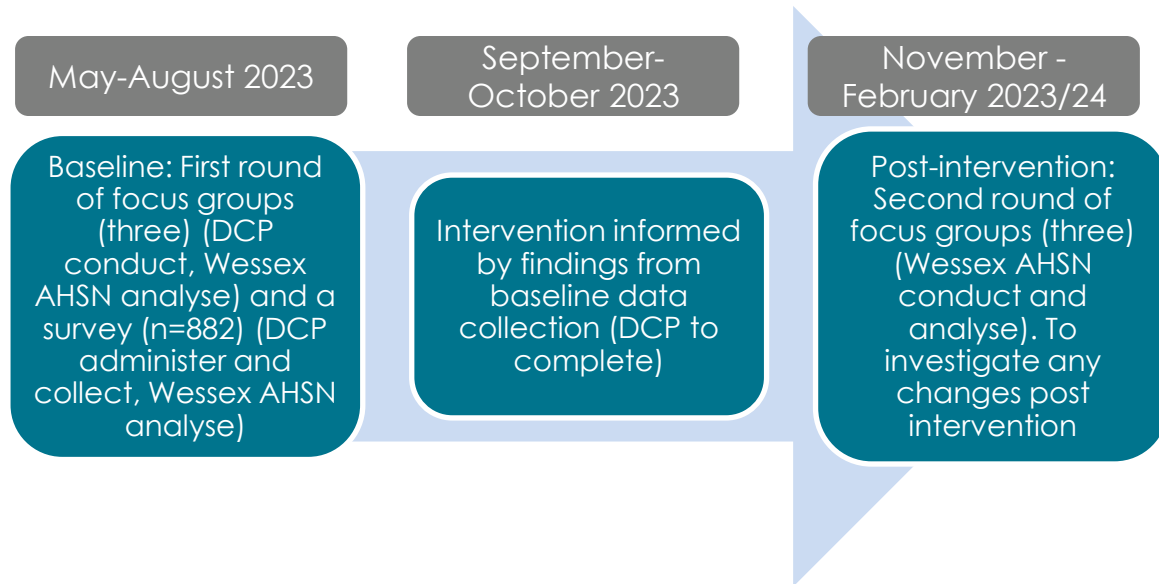 May-August 2023
September-
October 2023
November -
February 2023/24
Baseline: First round
of focus groups
(three) (DCP
conduct, Wessex
AHSN analyse) and a
survey (n=882) (DCP
administer and
collect, Wessex AHSN
analyse)
Intervention informed
by findings from
baseline data
collection (DCP to
complete)
Post-intervention:
Second round of
focus groups (three)
(Wessex AHSN
conduct and
analyse). To
investigate any
changes post
intervention